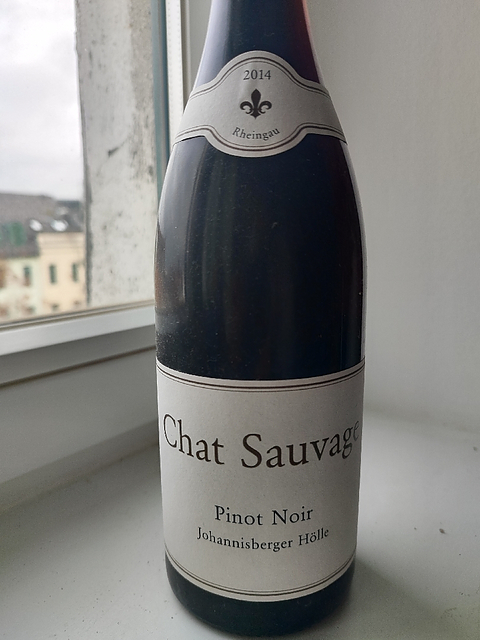 2014
Rheingau
Chat Sauvage
Pinot Noir
Johannisberger Hölle